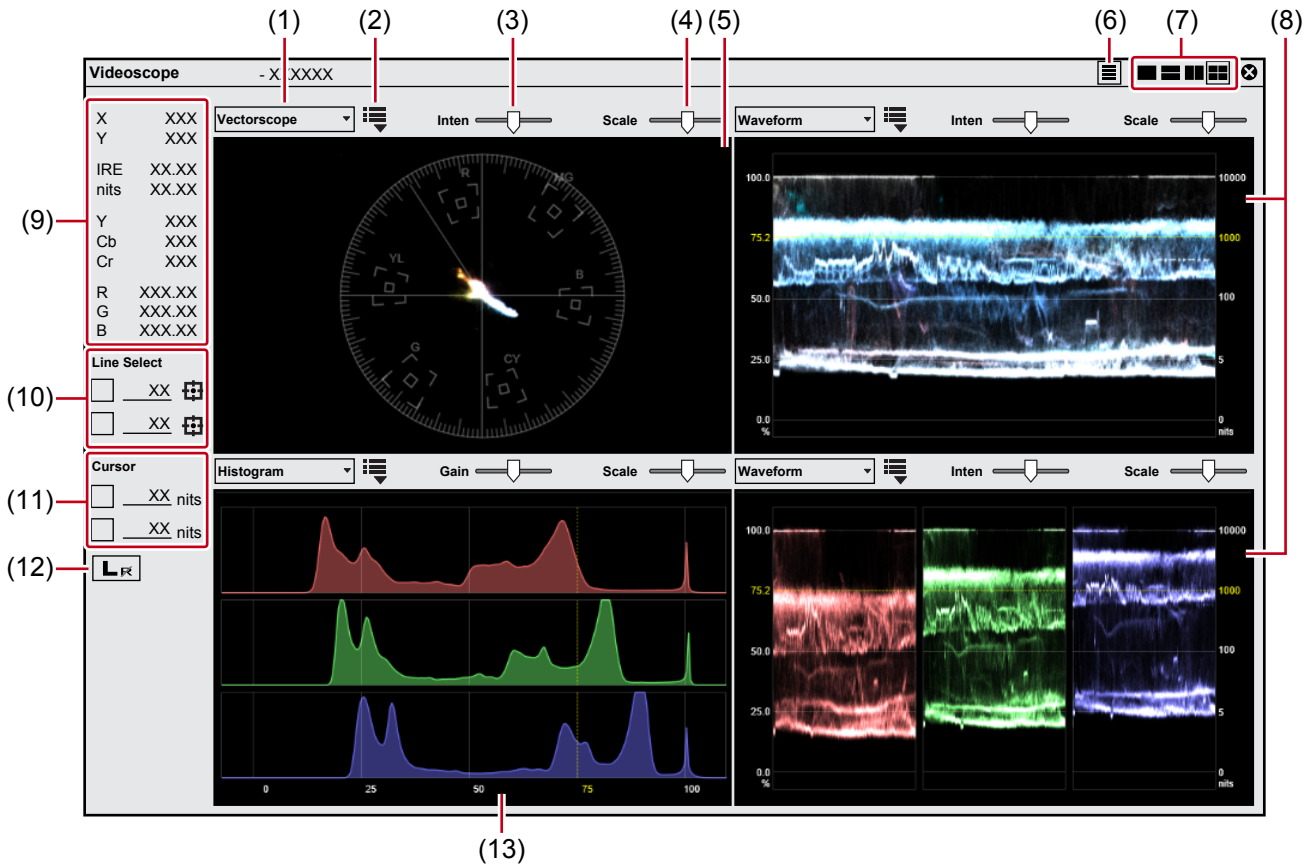 (1) (2) (3) (4) (5) (6) (7) (8)
Videoscope - XXXXXX
X XXX
Y XXX
IRE XX.XX
nits XX.XX
Y XXX
Cb XXX
Cr XXX
R XXX.XX
G XXX.XX
B XXX.XX
(9)
Line Select
XX
XX
(10)
Cursor
XX nits
XX nits
(11)
L R
(12)
Vectorscope Inten Scale
R MG
YL B
G CY
Waveform Inten Scale
100.0 10000
75.2 1000
50.0 100
25.0 5
0.0 0
% nits
Histogram Gain Scale
0 25 50 75 100
(13)
Waveform Inten Scale
100.0 10000
75.2 1000
50.0 100
25.0 5
0.0 0
% nits
(8)